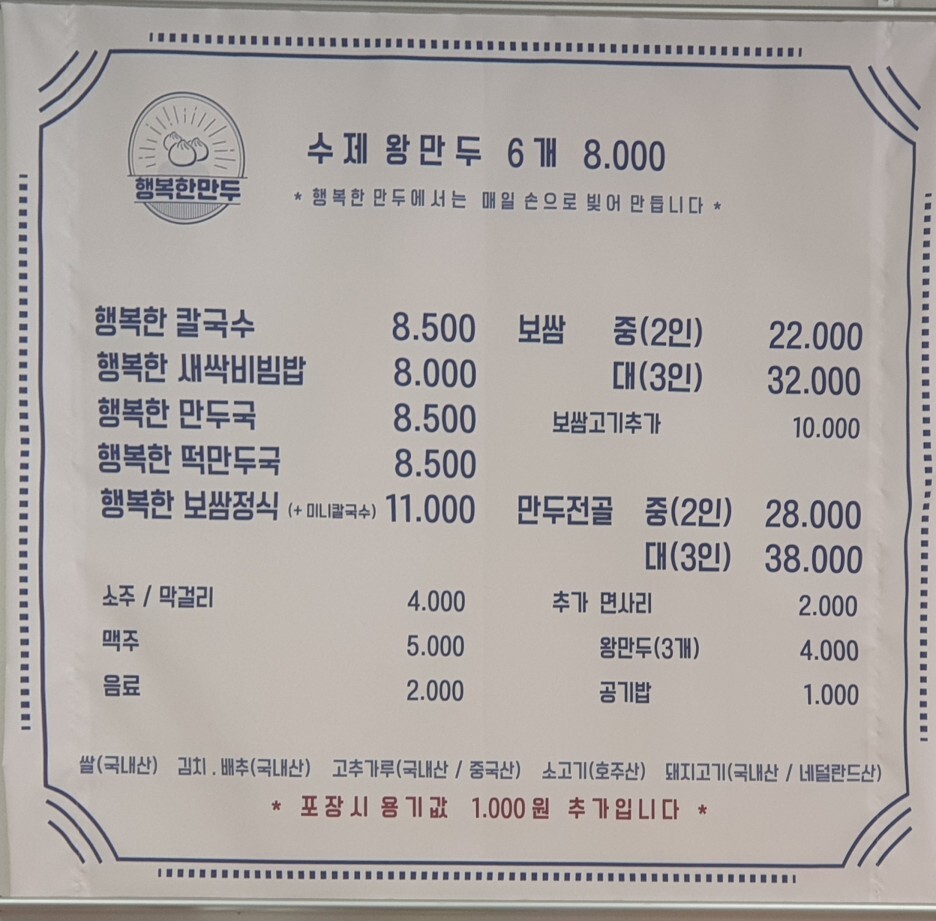 행복한만두
수제 왕만두 6개 8.000
* 행복한 만두에서는 매일 손으로 빚어 만듭니다 *
행복한 칼국수 8.500
행복한 새싹비빔밥 8.000
행복한 만두국 8.500
행복한 떡만두국 8.500
행복한 보쌈정식 (+ 미니칼국수) 11.000
소주 / 막걸리 4.000
맥주 5.000
음료 2.000
보쌈 중(2인) 22.000
대(3인) 32.000
보쌈고기추가 10.000
만두전골 중(2인) 28.000
대(3인) 38.000
추가 면사리 2.000
왕만두(3개) 4.000
공기밥 1.000
쌀(국내산) 김치 . 배추(국내산) 고추가루(국내산 / 중국산) 소고기(호주산) 돼지고기(국내산 / 네덜란드산)
* 포장시 용기값 1.000원 추가입니다 *